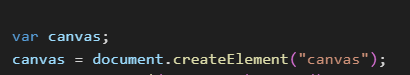 var canvas;
canvas = document.createElement("canvas");